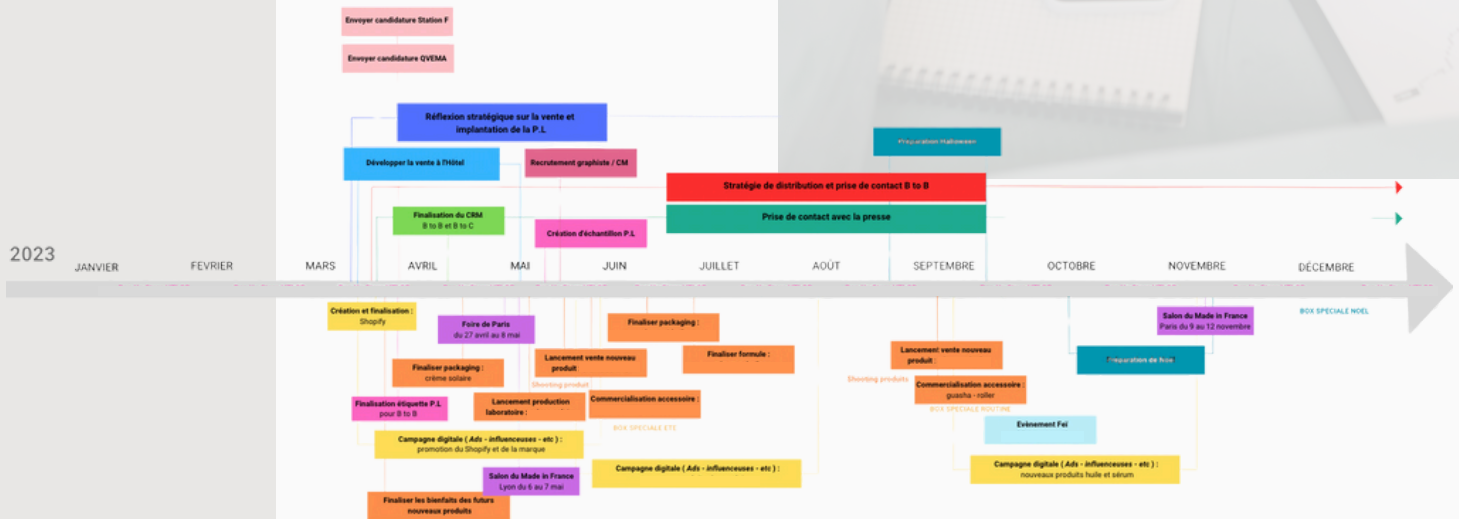 Envoyer candidature Station F
Envoyer candidature QVEMA
Réflexion stratégique sur la vente et
implantation de la P.L
Préparation Halloween
Développer la vente à l'Hôtel
Recrutement graphiste / CM
Stratégie de distribution et prise de contact B to B
Finalisation du CRM
B to B et B to C
Prise de contact avec la presse
Création d'échantillon P.L
2023
JANVIER
FEVRIER
MARS
AVRIL
MAI
JUIN
JUILLET
AOÛT
SEPTEMBRE
OCTOBRE
NOVEMBRE
DÉCEMBRE
Création et finalisation :
Shopify
Foire de Paris
du 27 avril au 8 mai
Finaliser packaging :
Salon du Made in France
Paris du 9 au 12 novembre
BOX SPECIALE NOEL
Finaliser packaging :
crème solaire
Lancement vente nouveau
produit
Finaliser formule :
Lancement vente nouveau
produit :
Préparation de Noël
Shooting produit
Shooting produits
Finalisation étiquette P.L
pour B to B
Lancement production
laboratoire :
Commercialisation accessoire :
Commercialisation accessoire :
guasha - roller
BOX SPECIALE ETE
BOX SPECIALE ROUTINE
Evènement Feï
Campagne digitale ( Ads - influenceuses - etc ) :
promotion du Shopify et de la marque
Salon du Made in France
Lyon du 6 au 7 mai
Campagne digitale ( Ads - influenceuses - etc ) :
Campagne digitale ( Ads - influenceuses - etc ) :
nouveaux produits huile et sérum
Finaliser les bienfaits des futurs
nouveaux produits